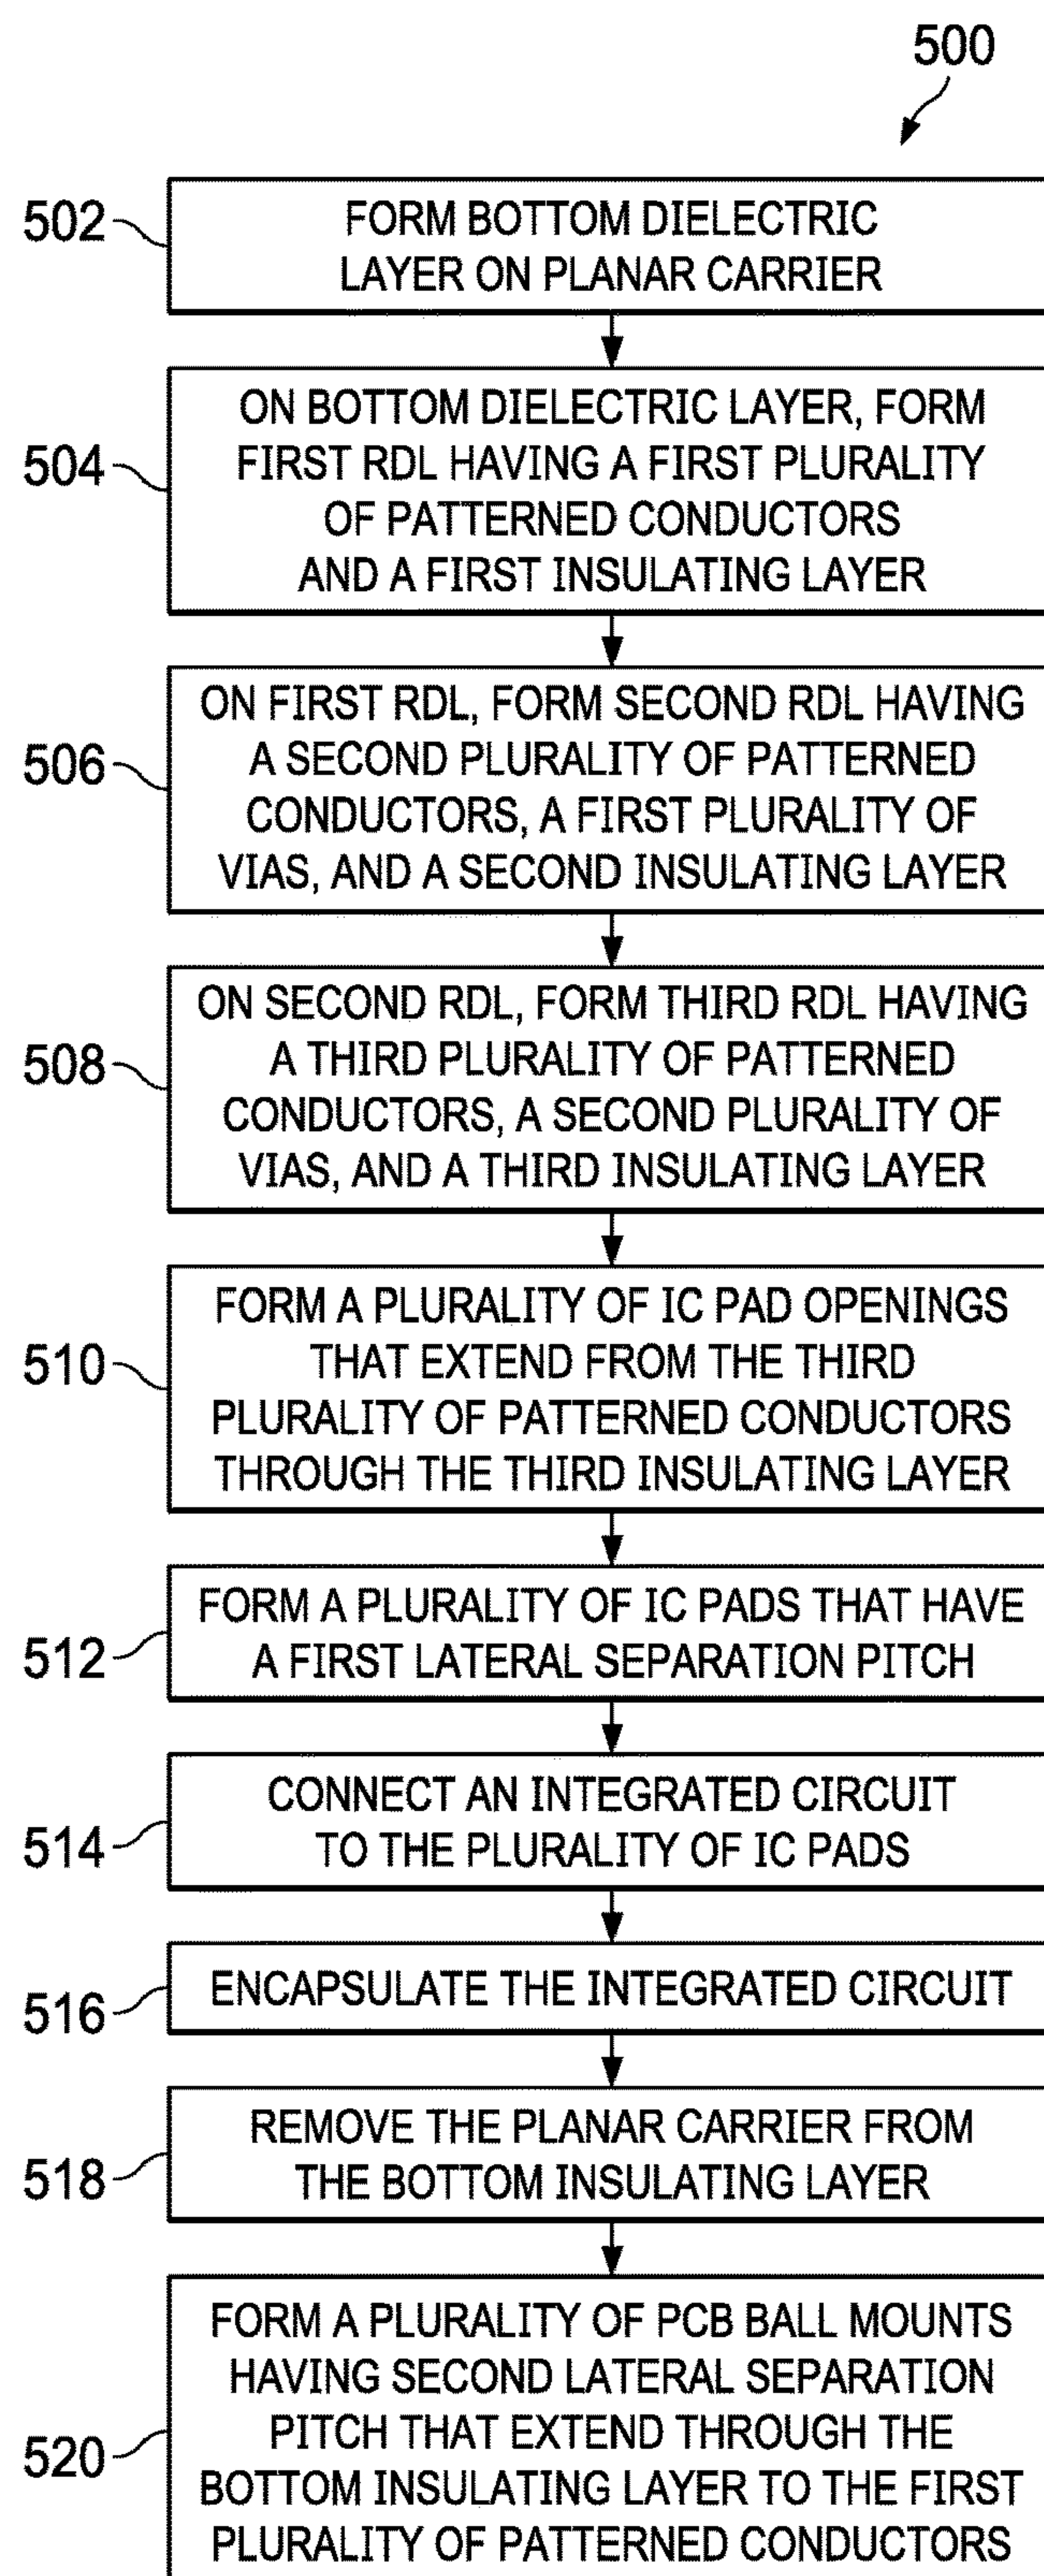 500
502
FORM BOTTOM DIELECTRIC
LAYER ON PLANAR CARRIER
504
ON BOTTOM DIELECTRIC LAYER, FORM
FIRST RDL HAVING A FIRST PLURALITY
OF PATTERNED CONDUCTORS
AND A FIRST INSULATING LAYER
506
ON FIRST RDL, FORM SECOND RDL HAVING
A SECOND PLURALITY OF PATTERNED
CONDUCTORS, A FIRST PLURALITY OF
VIAS, AND A SECOND INSULATING LAYER
508
ON SECOND RDL, FORM THIRD RDL HAVING
A THIRD PLURALITY OF PATTERNED
CONDUCTORS, A SECOND PLURALITY OF
VIAS, AND A THIRD INSULATING LAYER
510
FORM A PLURALITY OF IC PAD OPENINGS
THAT EXTEND FROM THE THIRD
PLURALITY OF PATTERNED CONDUCTORS
THROUGH THE THIRD INSULATING LAYER
512
FORM A PLURALITY OF IC PADS THAT HAVE
A FIRST LATERAL SEPARATION PITCH
514
CONNECT AN INTEGRATED CIRCUIT
TO THE PLURALITY OF IC PADS
516
ENCAPSULATE THE INTEGRATED CIRCUIT
518
REMOVE THE PLANAR CARRIER FROM
THE BOTTOM INSULATING LAYER
520
FORM A PLURALITY OF PCB BALL MOUNTS
HAVING SECOND LATERAL SEPARATION
PITCH THAT EXTEND THROUGH THE
BOTTOM INSULATING LAYER TO THE FIRST
PLURALITY OF PATTERNED CONDUCTORS